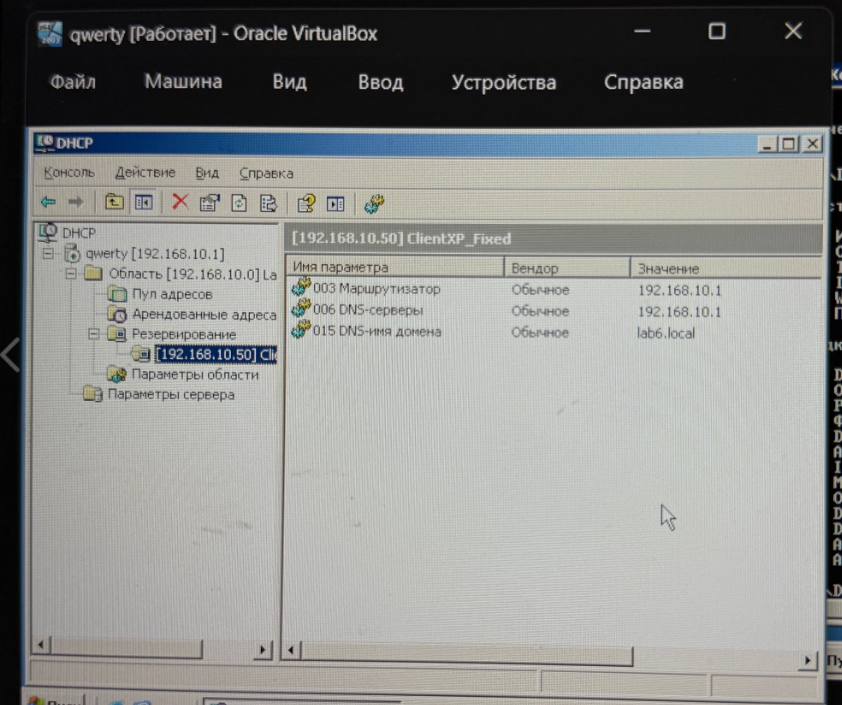 qwerty [Работает] - Oracle VirtualBox
Файл Машина Вид Ввод Устройства Справка
DHCP
Консоль Действие Вид Справка
DHCP
qwerty [192.168.10.1]
Область [192.168.10.0] La
Пул адресов
Арендованные адреса
Резервирование
[192.168.10.50] Cli
Параметры области
Параметры сервера
[192.168.10.50] ClientXP_Fixed
Имя параметра Вендор Значение
003 Маршрутизатор Обычное 192.168.10.1
006 DNS-серверы Обычное 192.168.10.1
015 DNS-имя домена Обычное lab6.local